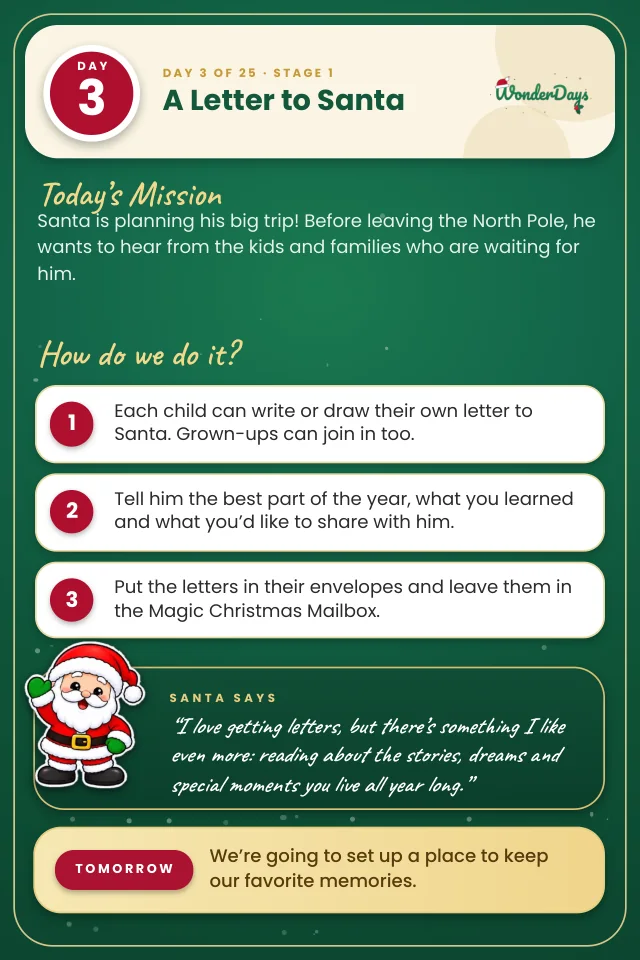 DAY
3
DAY 3 OF 25 · STAGE 1
A Letter to Santa
WonderDays
Today's Mission
Santa is planning his big trip! Before leaving the North Pole, he
wants to hear from the kids and families who are waiting for
him.
How do we do it?
1
Each child can write or draw their own letter to
Santa. Grown-ups can join in too.
2
Tell him the best part of the year, what you learned
and what you'd like to share with him.
3
Put the letters in their envelopes and leave them in
the Magic Christmas Mailbox.
SANTA SAYS
“I love getting letters, but there's something I like
even more: reading about the stories, dreams and
special moments you live all year long.”
TOMORROW
We're going to set up a place to keep
our favorite memories.